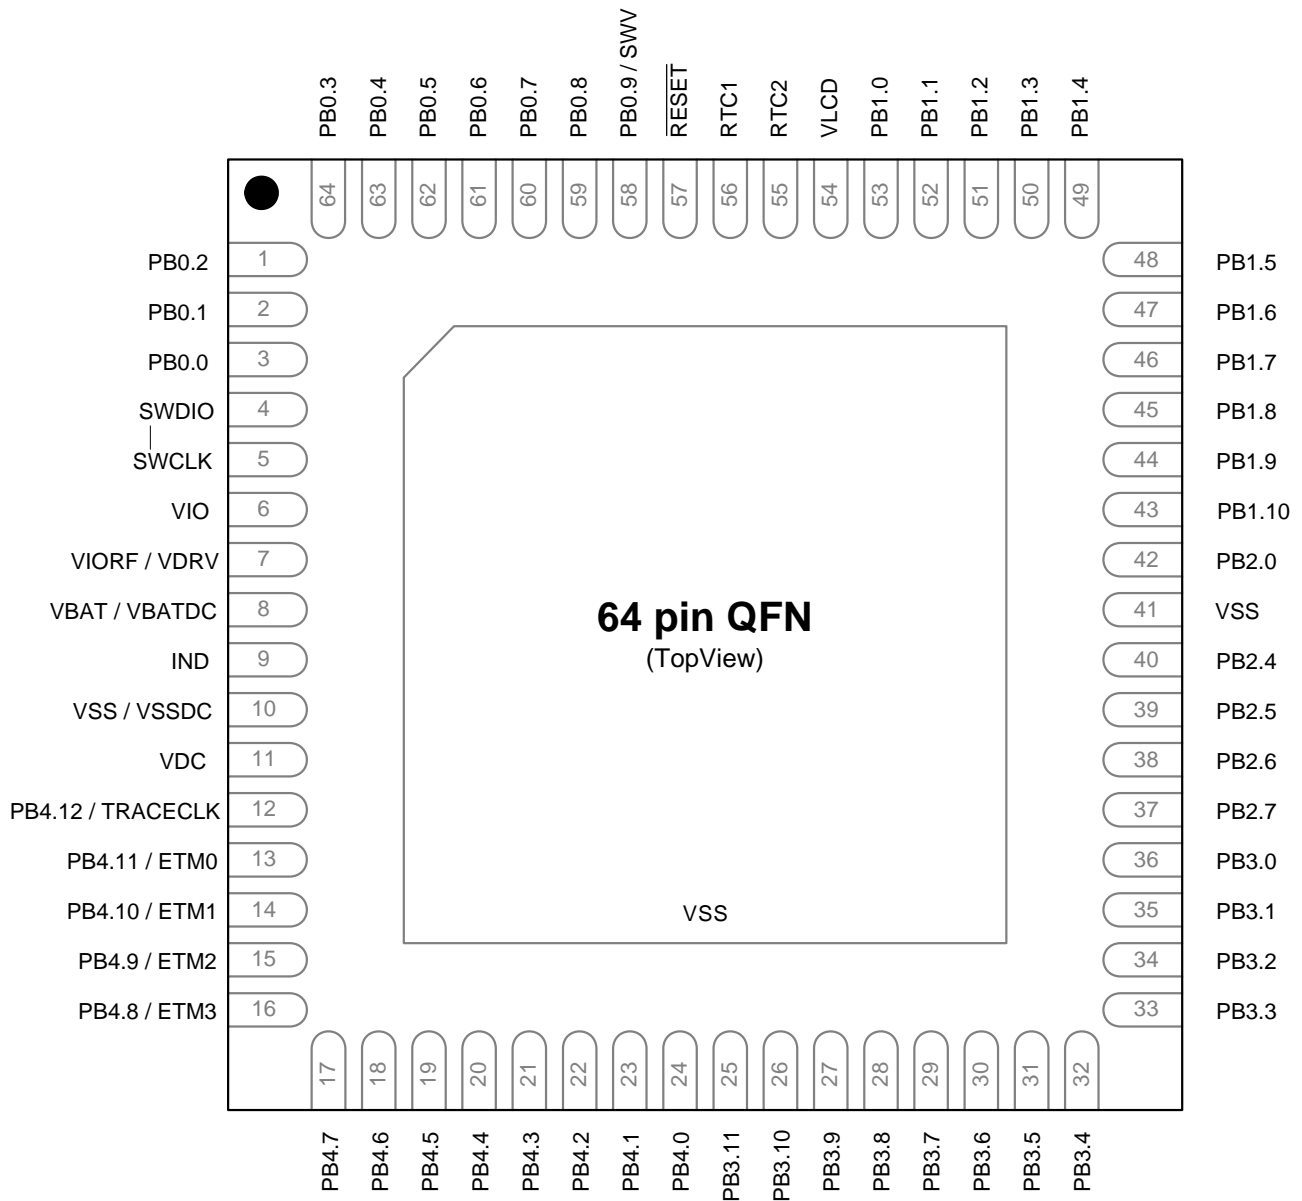 PB0.3
PB0.4
PB0.5
PB0.6
PB0.7
PB0.8
PB0.9 / SWV
RESET
RTC1
RTC2
VLCD
PB1.0
PB1.1
PB1.2
PB1.3
PB1.4
64
63
62
61
60
59
58
57
56
55
54
53
52
51
50
49
PB0.2 1
PB0.1 2
PB0.0 3
SWDIO 4
SWCLK 5
VIO 6
VIORF / VDRV 7
VBAT / VBATDC 8
IND 9
VSS / VSSDC 10
VDC 11
PB4.12 / TRACECLK 12
PB4.11 / ETM0 13
PB4.10 / ETM1 14
PB4.9 / ETM2 15
PB4.8 / ETM3 16
64 pin QFN
(TopView)
VSS
48 PB1.5
47 PB1.6
46 PB1.7
45 PB1.8
44 PB1.9
43 PB1.10
42 PB2.0
41 VSS
40 PB2.4
39 PB2.5
38 PB2.6
37 PB2.7
36 PB3.0
35 PB3.1
34 PB3.2
33 PB3.3
17
18
19
20
21
22
23
24
25
26
27
28
29
30
31
32
PB4.7
PB4.6
PB4.5
PB4.4
PB4.3
PB4.2
PB4.1
PB4.0
PB3.11
PB3.10
PB3.9
PB3.8
PB3.7
PB3.6
PB3.5
PB3.4